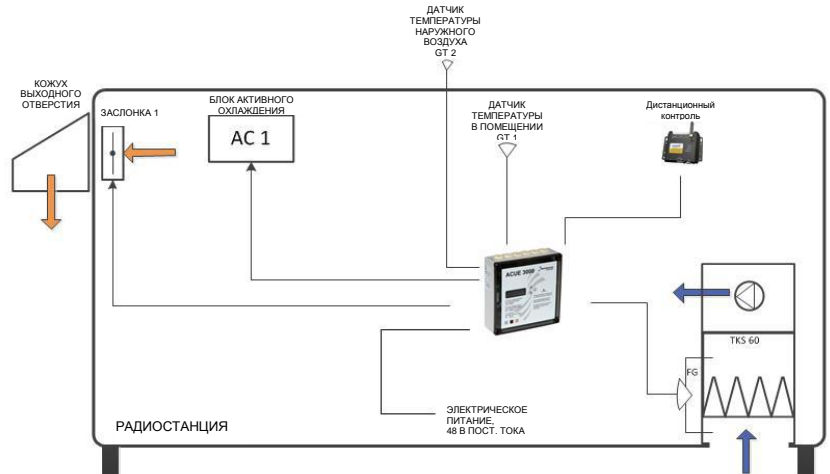 ДАТЧИК
ТЕМПЕРАТУРЫ
НАРУЖНОГО
ВОЗДУХА
GT 2
КОЖУХ
ВЫХОДНОГО
ОТВЕРСТИЯ
ЗАСЛОНКА 1
БЛОК АКТИВНОГО
ОХЛАЖДЕНИЯ
AC 1
ДАТЧИК
ТЕМПЕРАТУРЫ
В ПОМЕЩЕНИИ
GT 1
Дистанционный
контроль
ACUE 3000
TKS 60
FG
ЭЛЕКТРИЧЕСКОЕ
ПИТАНИЕ,
48 В ПОСТ. ТОКА
РАДИОСТАНЦИЯ